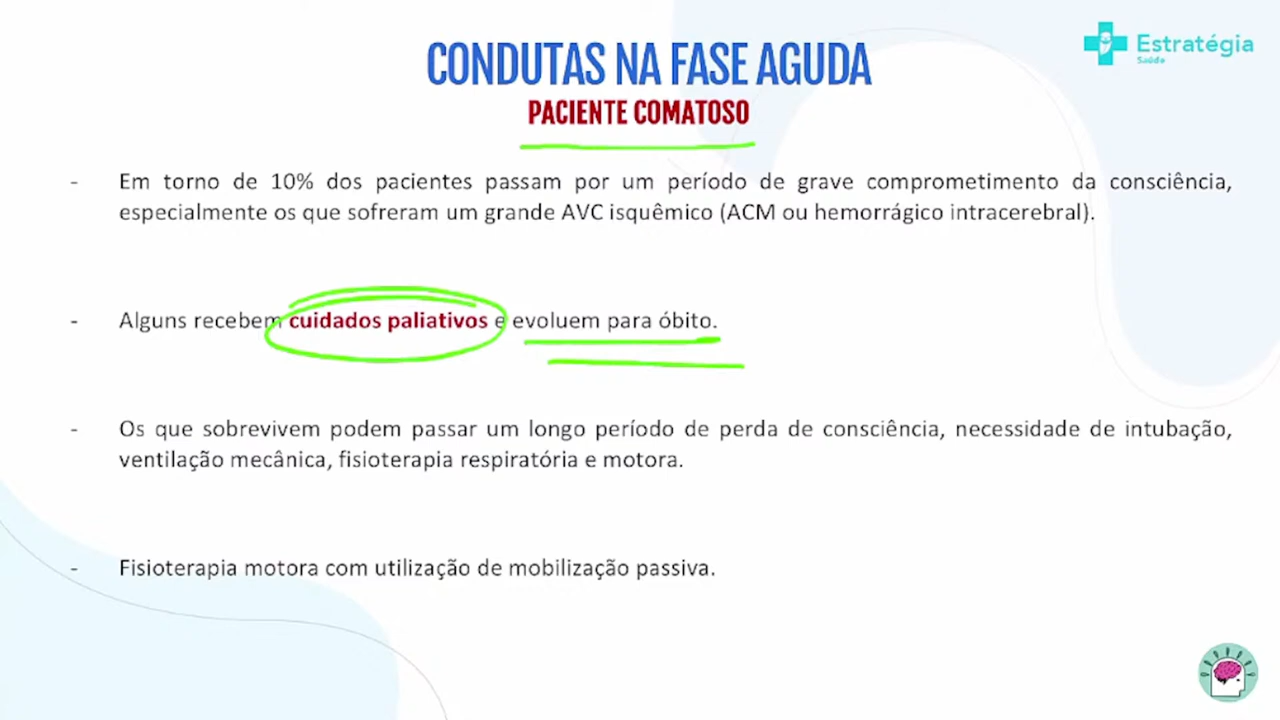 Estratégia
Saúde
CONDUTAS NA FASE AGUDA
PACIENTE COMATOSO
- Em torno de 10% dos pacientes passam por um período de grave comprometimento da consciência,
especialmente os que sofreram um grande AVC isquêmico (ACM ou hemorrágico intracerebral).
- Alguns recebem cuidados paliativos e evoluem para óbito.
- Os que sobrevivem podem passar um longo período de perda de consciência, necessidade de intubação,
ventilação mecânica, fisioterapia respiratória e motora.
- Fisioterapia motora com utilização de mobilização passiva.